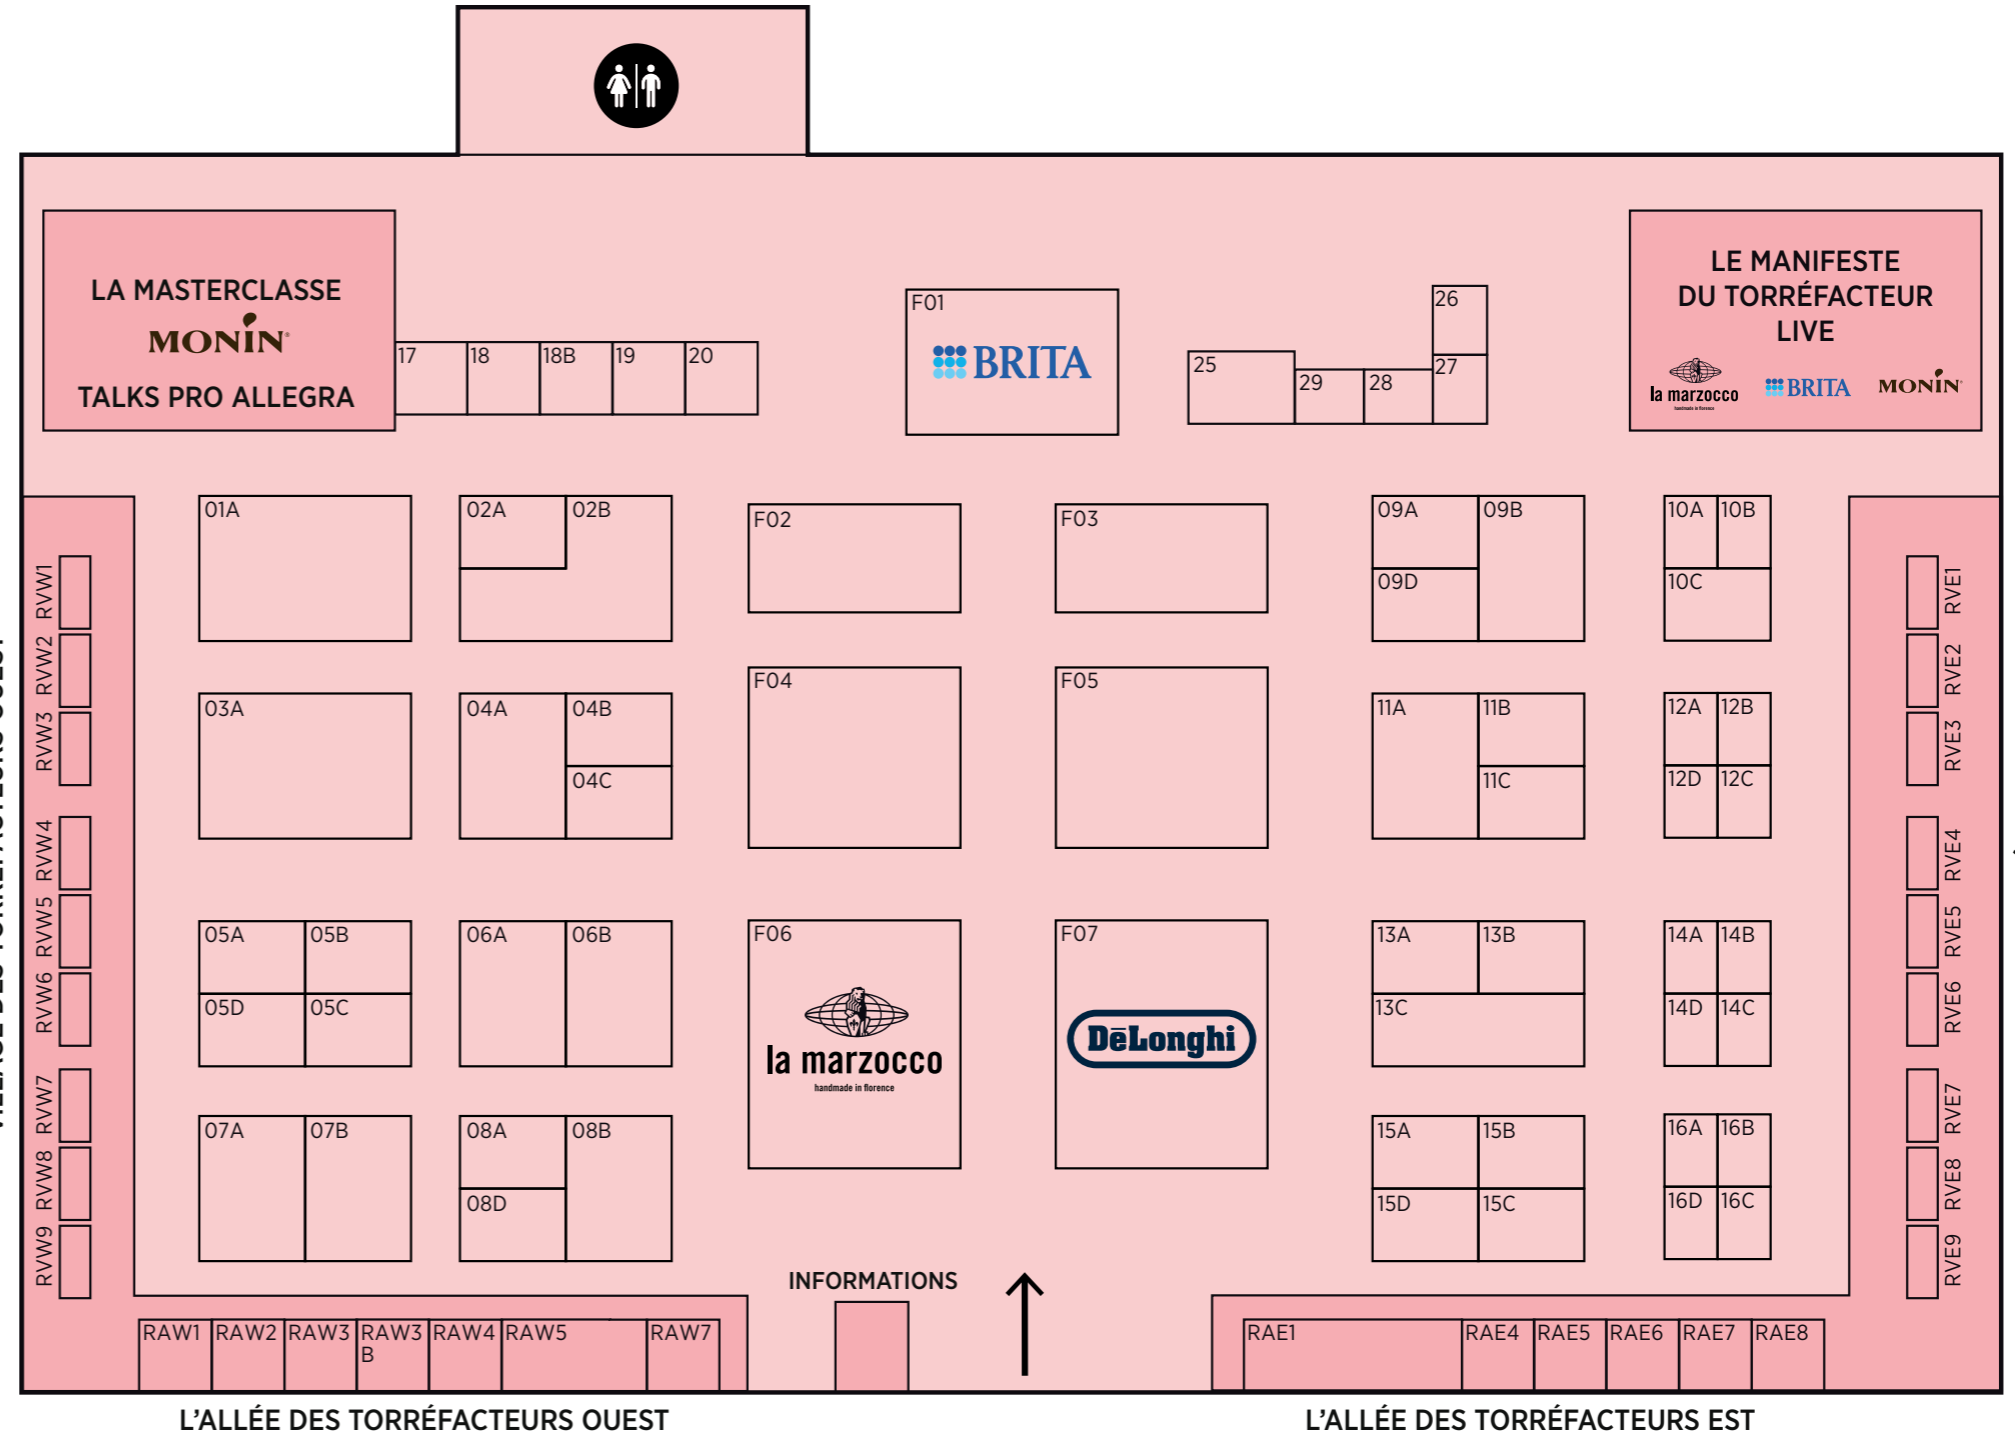 LA MASTERCLASSE
MONIN
TALKS PRO ALLEGRA
17
18
18B
19
20
F01
BRITA
25
29
28
26
27
LE MANIFESTE
DU TORRÉFACTEUR
LIVE
la marzocco
handmade in florence
BRITA
MONIN
01A
02A
02B
F02
F03
09A
09B
09D
10A
10B
10C
03A
04A
04B
04C
F04
F05
11A
11B
11C
12A
12B
12D
12C
05A
05B
05D
05C
06A
06B
F06
la marzocco
handmade in florence
F07
DēLonghi
13A
13B
13C
14A
14B
14D
14C
07A
07B
08A
08B
08D
15A
15B
15D
15C
16A
16B
16D
16C
RVW1
RVW2
RVW3
RVW4
RVW5
RVW6
RVW7
RVW8
RVW9
RVE1
RVE2
RVE3
RVE4
RVE5
RVE6
RVE7
RVE8
RVE9
INFORMATIONS
RAW1
RAW2
RAW3
RAW3
B
RAW4
RAW5
RAW7
RAE1
RAE4
RAE5
RAE6
RAE7
RAE8
L'ALLÉE DES TORRÉFACTEURS OUEST
L'ALLÉE DES TORRÉFACTEURS EST